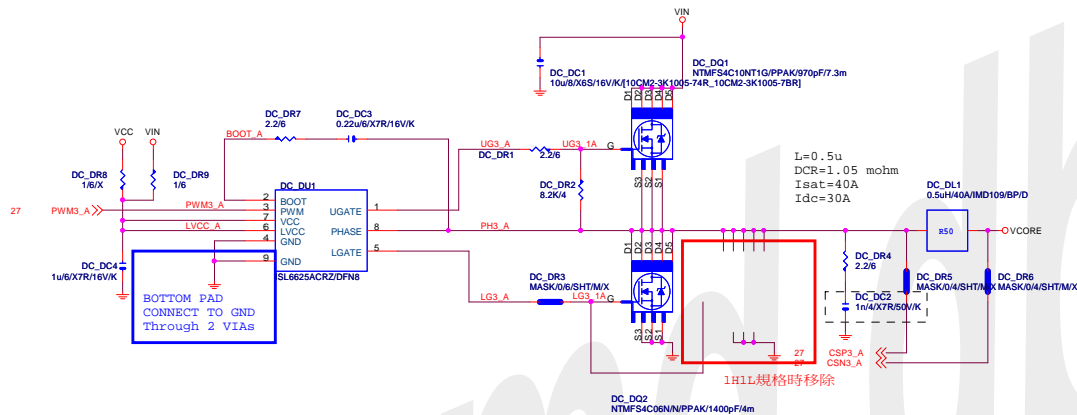 VIN
DC_DC1
10u/8/X6S/16V/K/[10CM2-3K1005-74R_10CM2-3K1005-7BR]
DC_DQ1
NTMFS4C10NT1G/PPAK/970pF/7.3m
D1
D2
D3
D4
D5
DC_DR7
2.2/6
DC_DC3
0.22u/6/X7R/16V/K
VCC
VIN
BOOT_A
UG3_A
DC_DR1
2.2/6
UG3_1A
G
S3
S2
S1
DC_DR8
1/6/X
DC_DR9
1/6
DC_DU1
DC_DR2
8.2K/4
L=0.5u
DCR=1.05 mohm
Isat=40A
Idc=30A
DC_DL1
0.5uH/40A/IMD109/BP/D
27
PWM3_A
PWM3_A
LVCC_A
2
3
7
6
4
9
BOOT
PWM
VCC
LVCC
GND
GND
UGATE
PHASE
LGATE
1
8
5
ISL6625ACRZ/DFN8
PH3_A
R50
VCORE
D1
D2
D3
D4
D5
DC_DC4
1u/6/X7R/16V/K
BOTTOM PAD
CONNECT TO GND
Through 2 VIAs
LG3_A
DC_DR3
MASK/0/6/SHT/M/X
LG3_1A
G
S3
S2
S1
DC_DR4
2.2/6
DC_DC2
1n/4/X7R/50V/K
DC_DR5
MASK/0/4/SHT/M/X
DC_DR6
MASK/0/4/SHT/M/X
27
27
CSP3_A
CSN3_A
1H1L規格時移除
DC_DQ2
NTMFS4C06N/N/PPAK/1400pF/4m